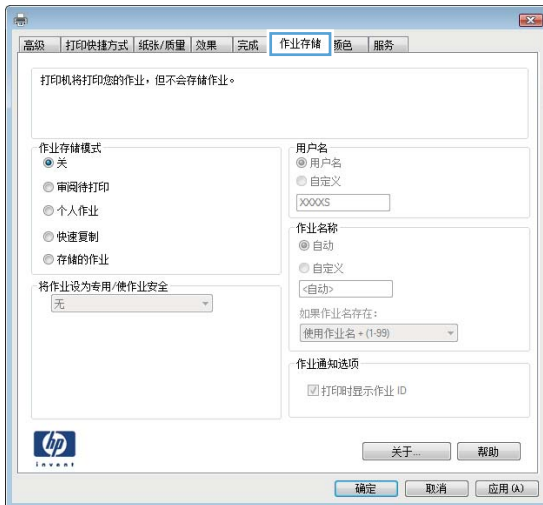 高级 打印快捷方式 纸张/质量 效果 完成 作业存储 颜色 服务
打印机将打印您的作业，但不会存储作业。
作业存储模式
关
审阅待打印
个人作业
快速复制
存储的作业
将作业设为专用/使作业安全
无
用户名
用户名
自定义
XXXXS
作业名称
自动
自定义
<自动>
如果作业名存在：
使用作业名 + (1-99)
作业通知选项
打印时显示作业 ID
hp
invent
关于... 帮助
确定 取消 应用(A)